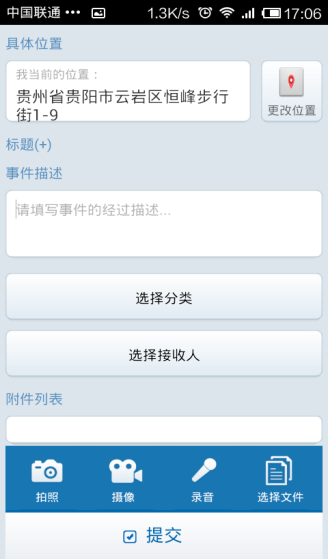 中国联通 ••• 1.3K/s 17:06
具体位置
我当前的位置：
贵州省贵阳市云岩区恒峰步行
街1-9
更改位置
标题(+)
事件描述
请填写事件的经过描述...
选择分类
选择接收人
附件列表
拍照 摄像 录音 选择文件
提交